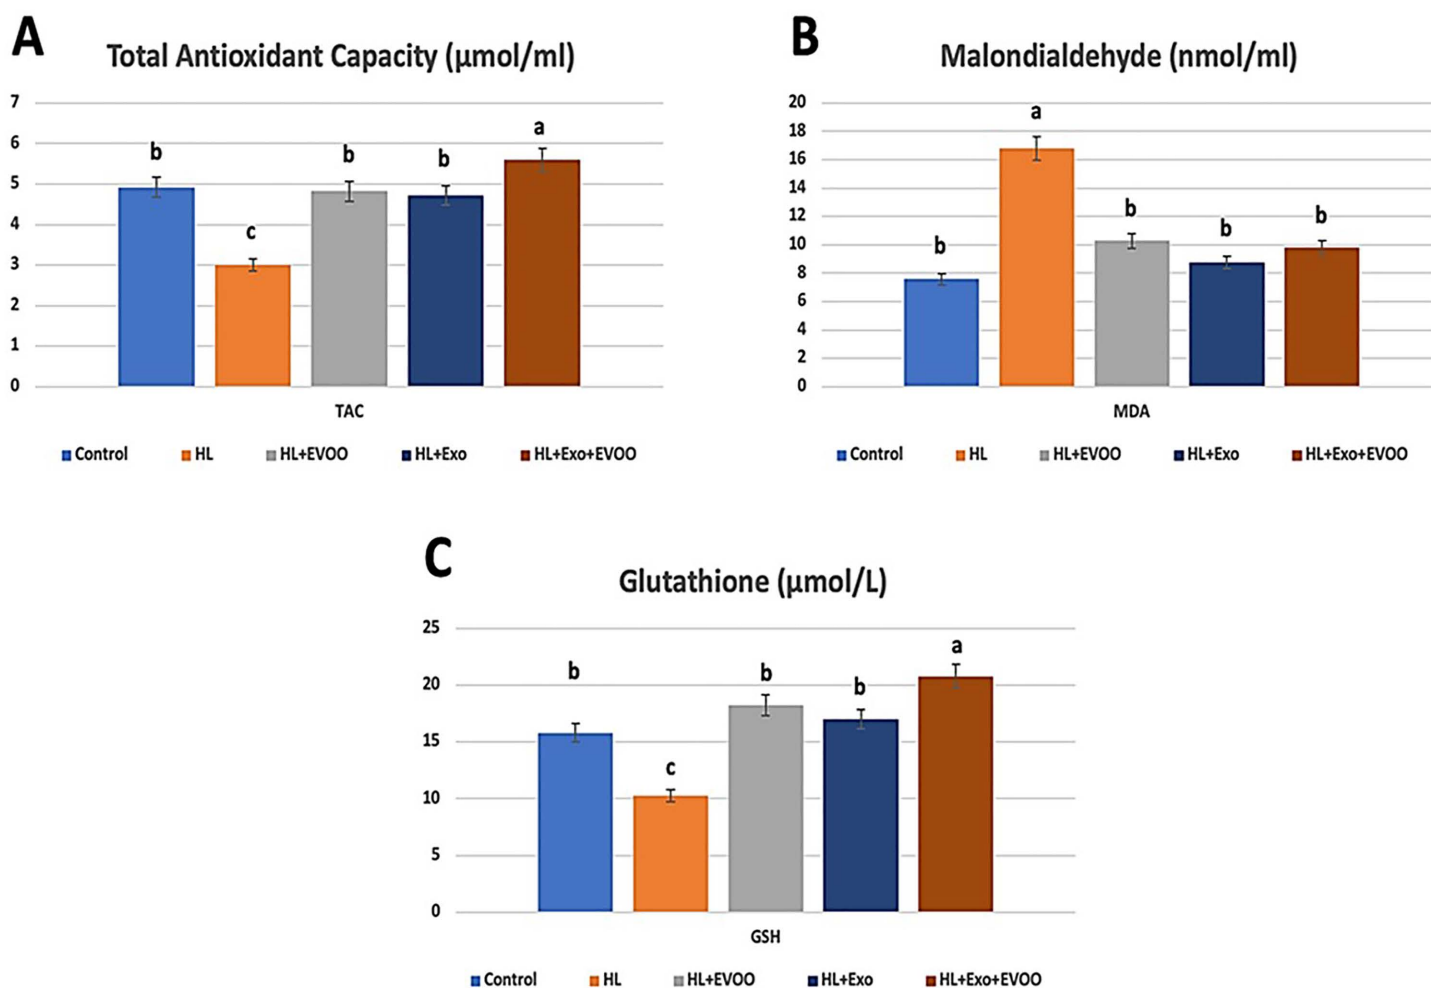 A
Total Antioxidant Capacity (µmol/ml)
7
6
5
4
3
2
1
0
b
c
b
b
a
TAC
Control HL HL+EVOO HL+Exo HL+Exo+EVOO
B
Malondialdehyde (nmol/ml)
20
18
16
14
12
10
8
6
4
2
0
b
a
b
b
b
MDA
Control HL HL+EVOO HL+Exo HL+Exo+EVOO
C
Glutathione (µmol/L)
25
20
15
10
5
0
b
c
b
b
a
GSH
Control HL HL+EVOO HL+Exo HL+Exo+EVOO